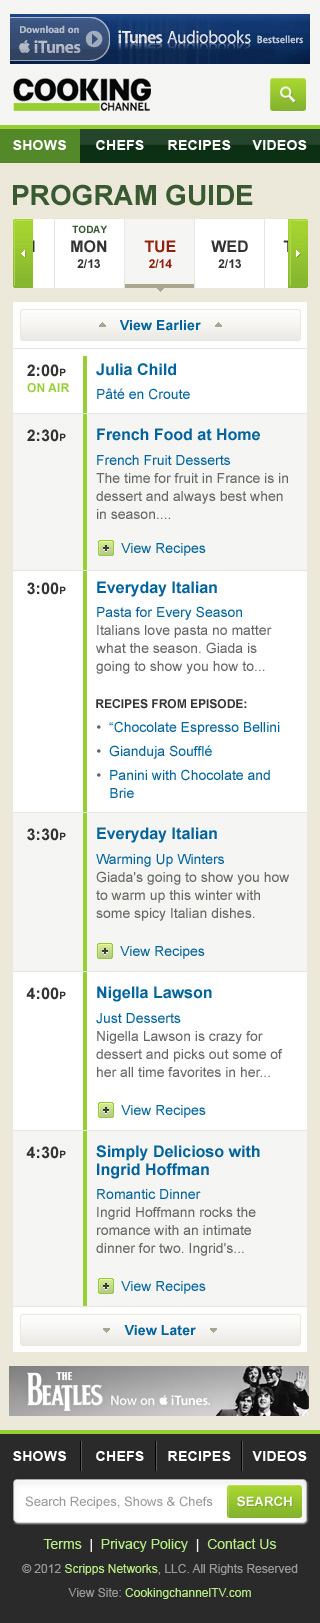 Download on
iTunes
iTunes Audiobooks Bestsellers
COOKING
CHANNEL
SHOWS CHEFS RECIPES VIDEOS
PROGRAM GUIDE
TODAY
MON TUE WED
2/13 2/14 2/13
View Earlier
2:00P Julia Child
ON AIR Pâté en Croute
2:30P French Food at Home
French Fruit Desserts
The time for fruit in France is in
dessert and always best when
in season....
View Recipes
3:00P Everyday Italian
Pasta for Every Season
Italians love pasta no matter
what the season. Giada is
going to show you how to...
RECIPES FROM EPISODE:
• “Chocolate Espresso Bellini
• Gianduja Soufflé
• Panini with Chocolate and
Brie
3:30P Everyday Italian
Warming Up Winters
Giada's going to show you how
to warm up this winter with
some spicy Italian dishes.
View Recipes
4:00P Nigella Lawson
Just Desserts
Nigella Lawson is crazy for
dessert and picks out some of
her all time favorites in her...
View Recipes
4:30P Simply Delicioso with
Ingrid Hoffman
Romantic Dinner
Ingrid Hoffmann rocks the
romance with an intimate
dinner for two. Ingrid's...
View Recipes
View Later
THE
BEATLES Now on iTunes.
SHOWS CHEFS RECIPES VIDEOS
Search Recipes, Shows & Chefs SEARCH
Terms | Privacy Policy | Contact Us
© 2012 Scripps Networks, LLC. All Rights Reserved
View Site: CookingchannelTV.com